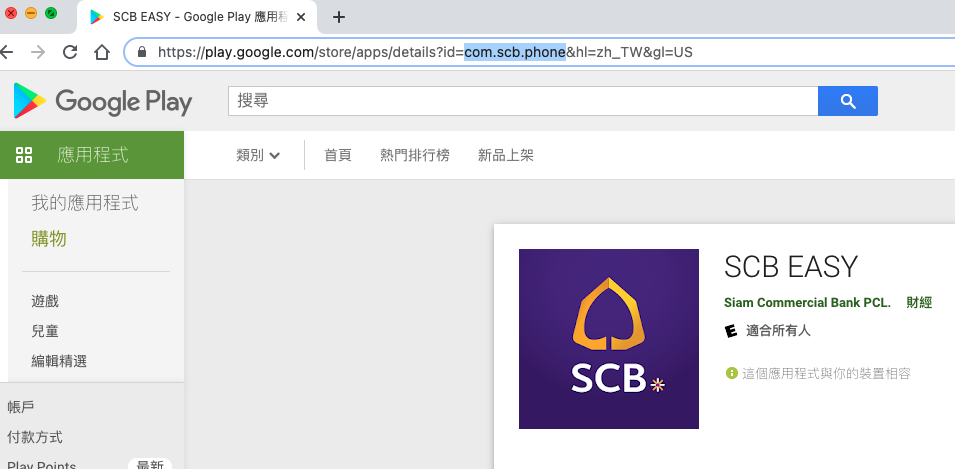 SCB EASY - Google Play 應用程
https://play.google.com/store/apps/details?id=com.scb.phone&hl=zh_TW&gl=US
Google Play
搜尋
應用程式
類別
首頁
熱門排行榜
新品上架
我的應用程式
購物
遊戲
兒童
編輯精選
帳戶
付款方式
Play Points
最新
SCB
SCB EASY
Siam Commercial Bank PCL.
財經
E
適合所有人
這個應用程式與你的裝置相容